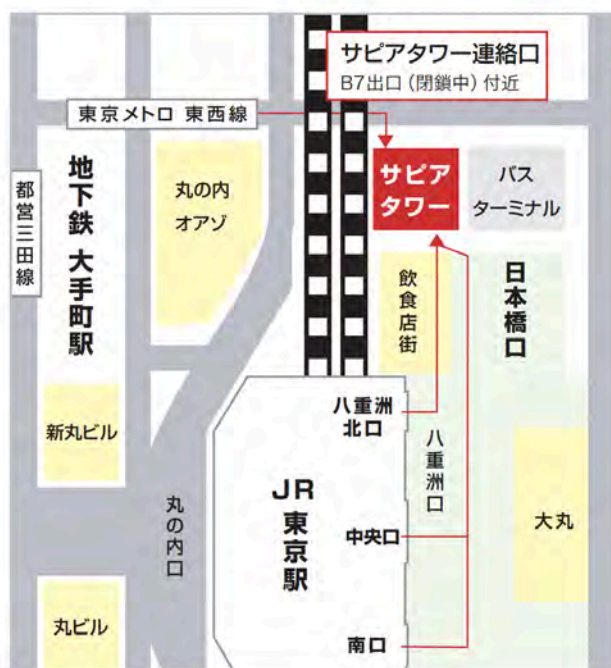 サピアタワー連絡口
B7出口（閉鎖中）付近
東京メトロ 東西線
都営三田線
地下鉄 大手町駅
丸の内
オアゾ
サピア
タワー
バス
ターミナル
飲食店街
日本橋口
新丸ビル
八重洲
北口
八重洲口
丸の内口
JR
東京駅
中央口
大丸
丸ビル
南口